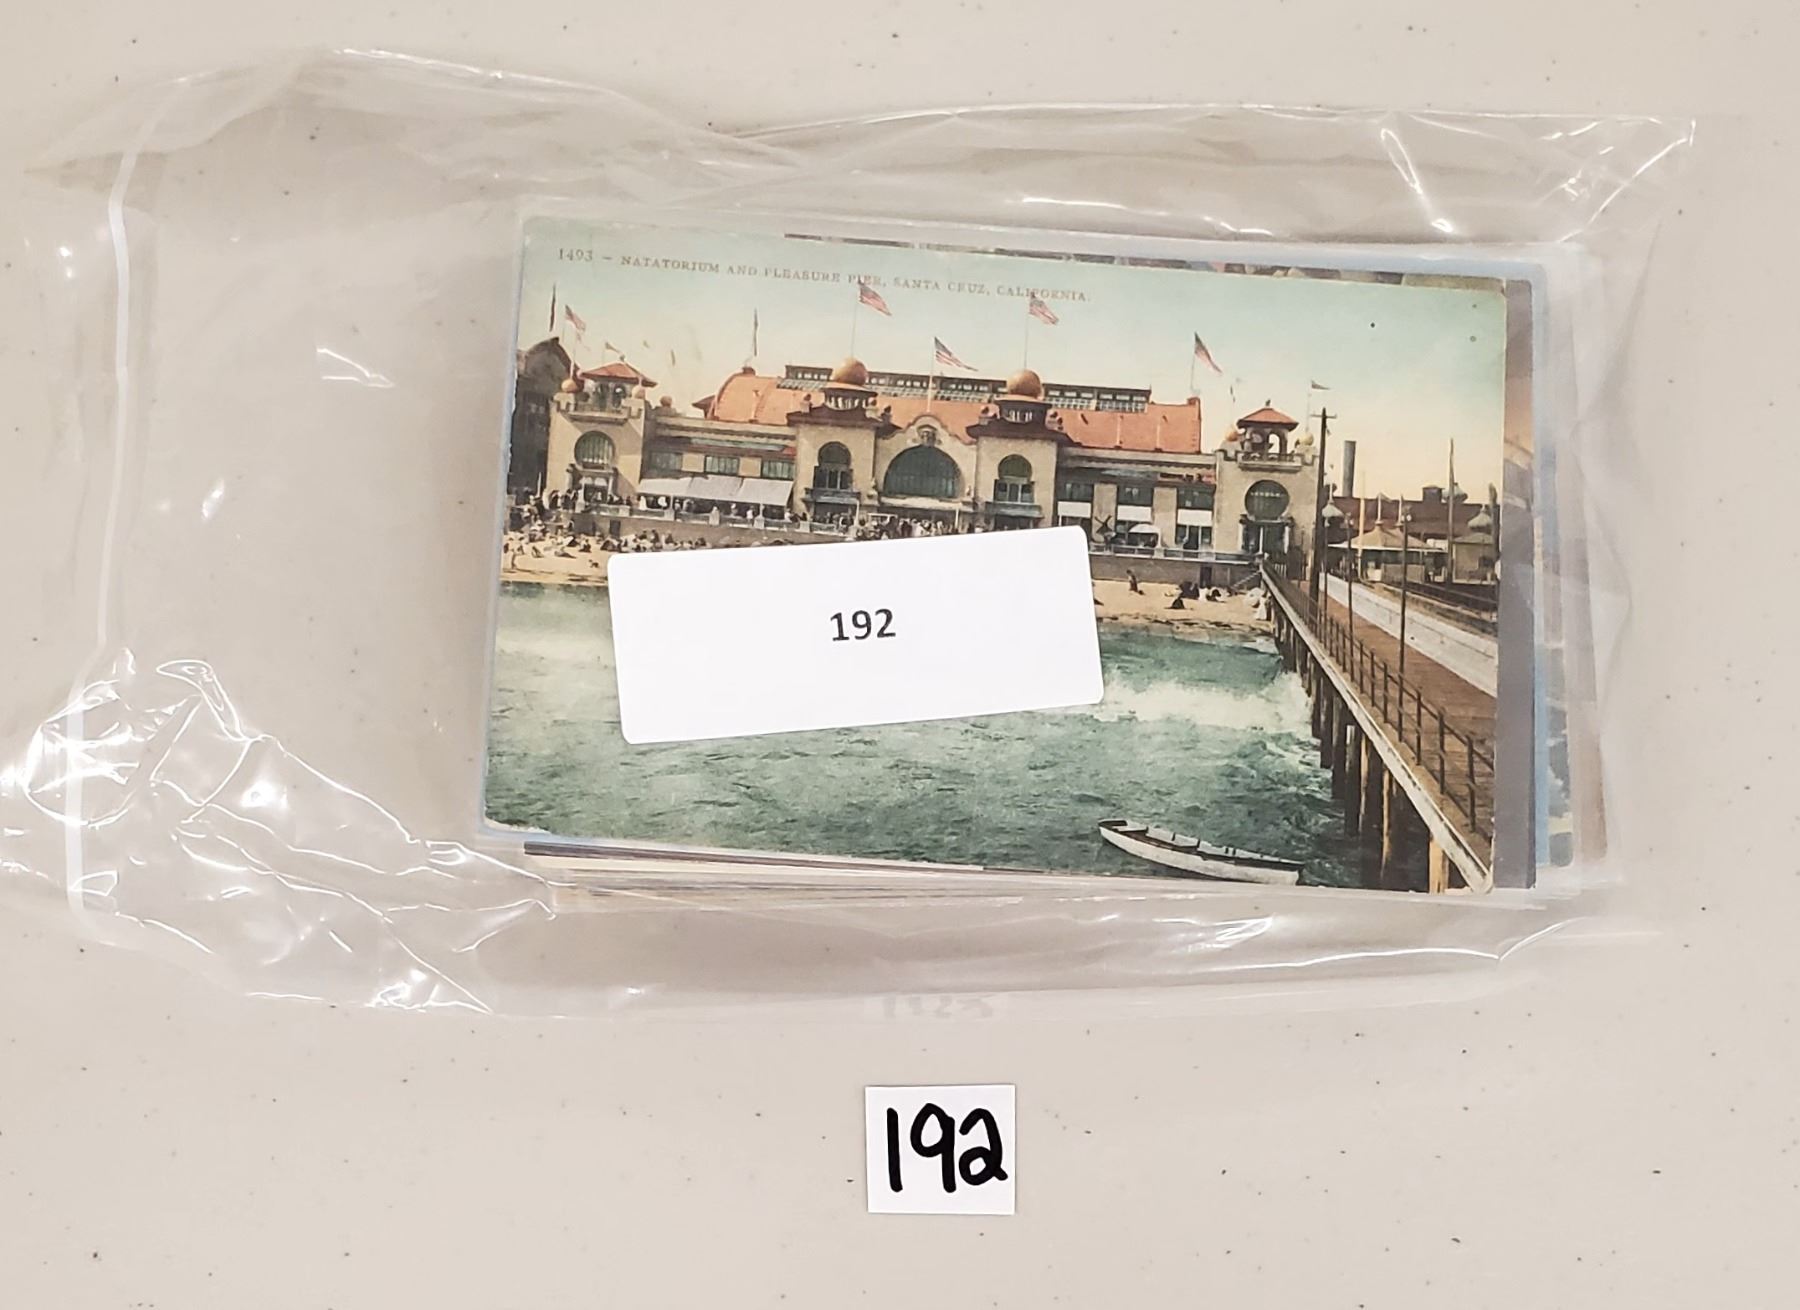 1493 – NATATORIUM AND PLEASURE PIER, SANTA CRUZ, CALIFORNIA.
192
192